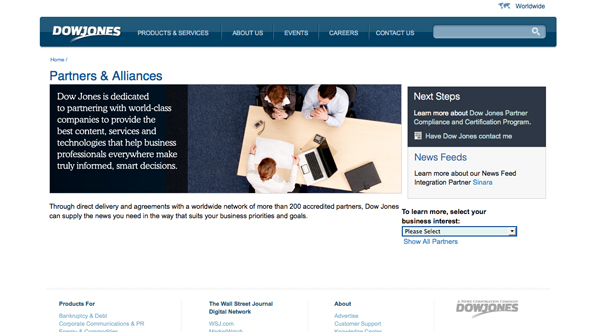 Worldwide
DOWJONES
PRODUCTS & SERVICES
ABOUT US
EVENTS
CAREERS
CONTACT US
Home /
Partners & Alliances
Dow Jones is dedicated
to partnering with world-class
companies to provide the
best content, services and
technologies that help business
professionals everywhere make
truly informed, smart decisions.
Next Steps
Learn more about Dow Jones Partner
Compliance and Certification Program.
Have Dow Jones contact me
News Feeds
Learn more about our News Feed
Integration Partner Sinara
Through direct delivery and agreements with a worldwide network of more than 200 accredited partners, Dow Jones
can supply the news you need in the way that suits your business priorities and goals.
To learn more, select your
business interest:
Please Select
Show All Partners
Products For
Bankruptcy & Debt
Corporate Communications & PR
Energy & Commodities
The Wall Street Journal
Digital Network
WSJ.com
MarketWatch
About
Advertise
Customer Support
Knowledge Center
A NEWS CORPORATION COMPANY
DOWJONES